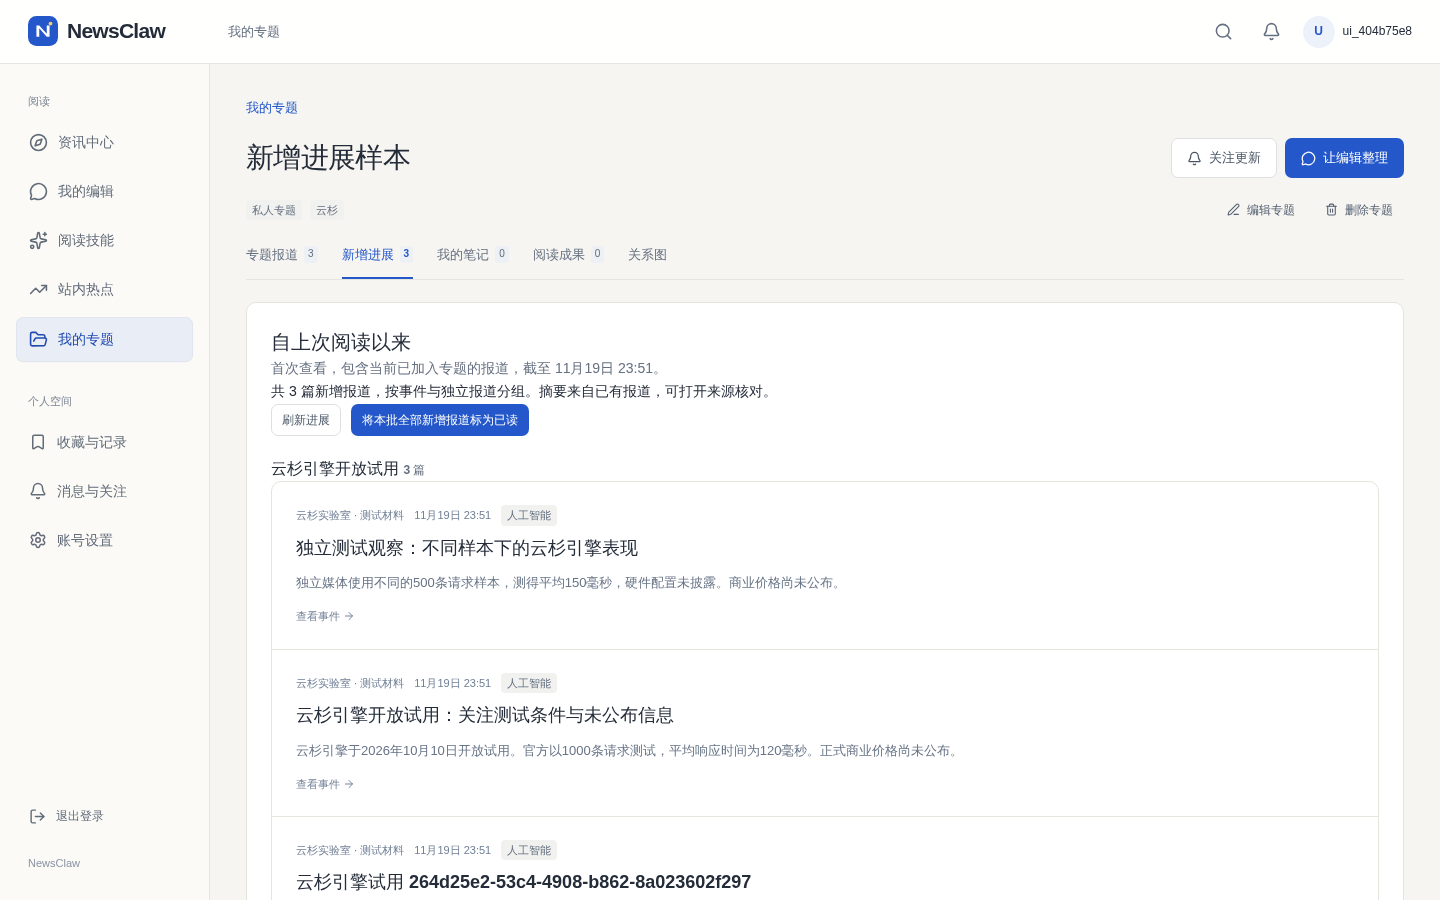 NewsClaw
我的专题
U
ui_404b75e8
阅读
资讯中心
我的编辑
阅读技能
站内热点
我的专题
个人空间
收藏与记录
消息与关注
账号设置
退出登录
NewsClaw
我的专题
新增进展样本
关注更新
让编辑整理
私人专题 云杉
编辑专题
删除专题
专题报道 3
新增进展 3
我的笔记 0
阅读成果 0
关系图
自上次阅读以来
首次查看，包含当前已加入专题的报道，截至 11月19日 23:51。
共 3 篇新增报道，按事件与独立报道分组。摘要来自已有报道，可打开来源核对。
刷新进展
将本批全部新增报道标为已读
云杉引擎开放试用 3 篇
云杉实验室 · 测试材料 11月19日 23:51 人工智能
独立测试观察：不同样本下的云杉引擎表现
独立媒体使用不同的500条请求样本，测得平均150毫秒，硬件配置未披露。商业价格尚未公布。
查看事件 →
云杉实验室 · 测试材料 11月19日 23:51 人工智能
云杉引擎开放试用：关注测试条件与未公布信息
云杉引擎于2026年10月10日开放试用。官方以1000条请求测试，平均响应时间为120毫秒。正式商业价格尚未公布。
查看事件 →
云杉实验室 · 测试材料 11月19日 23:51 人工智能
云杉引擎试用 264d25e2-53c4-4908-b862-8a023602f297